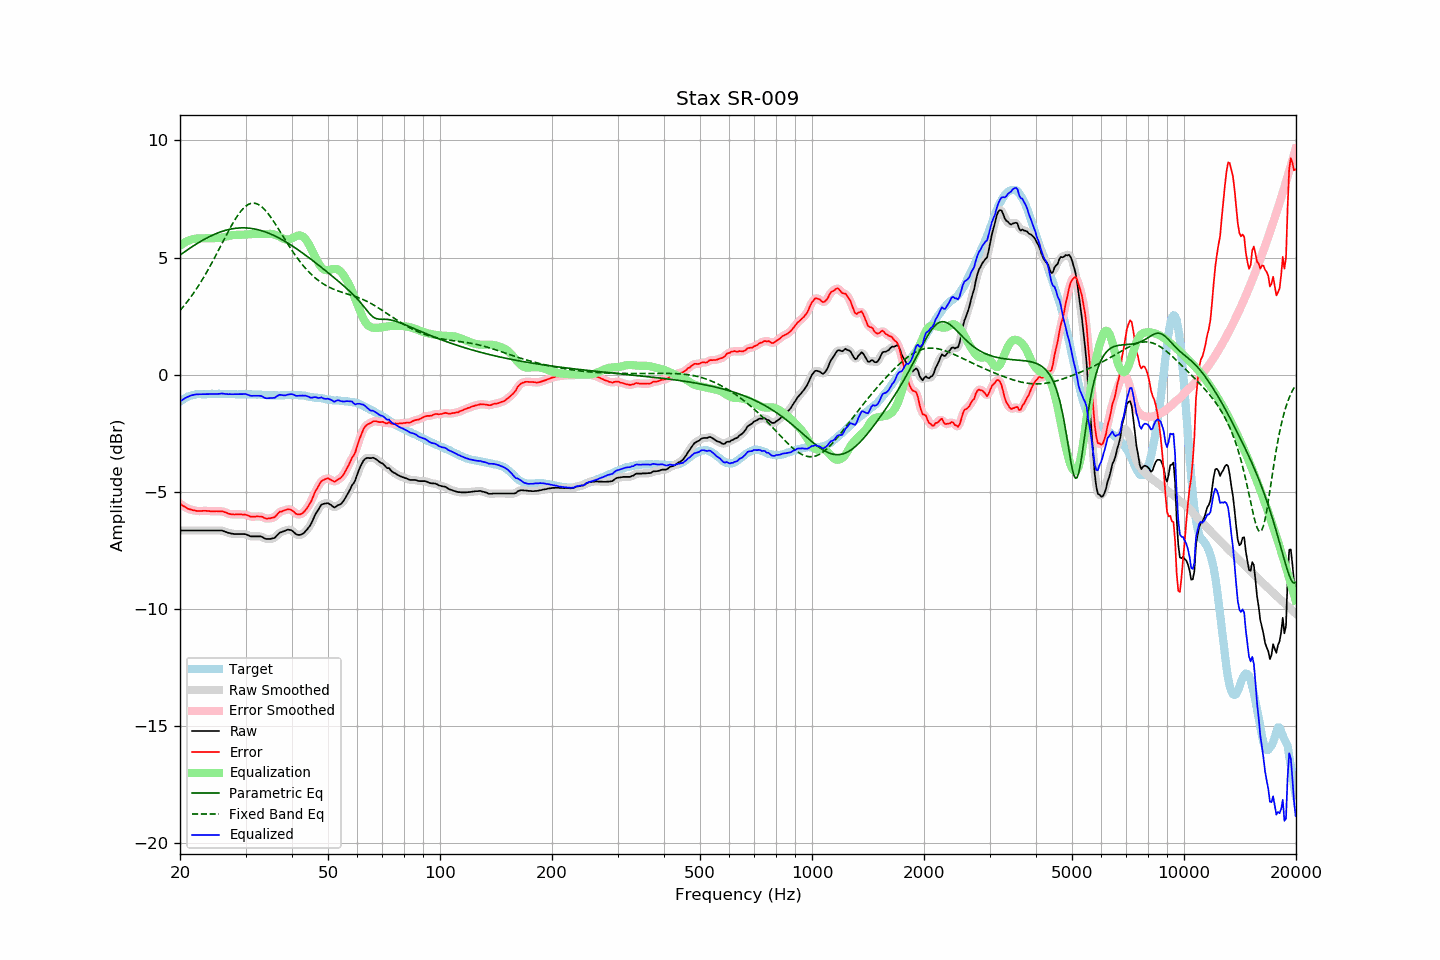 Stax SR-009
Amplitude (dBr)
10
5
0
−5
−10
−15
−20
Target
Raw Smoothed
Error Smoothed
Raw
Error
Equalization
Parametric Eq
Fixed Band Eq
Equalized
20 50 100 200 500 1000 2000 5000 10000 20000
Frequency (Hz)